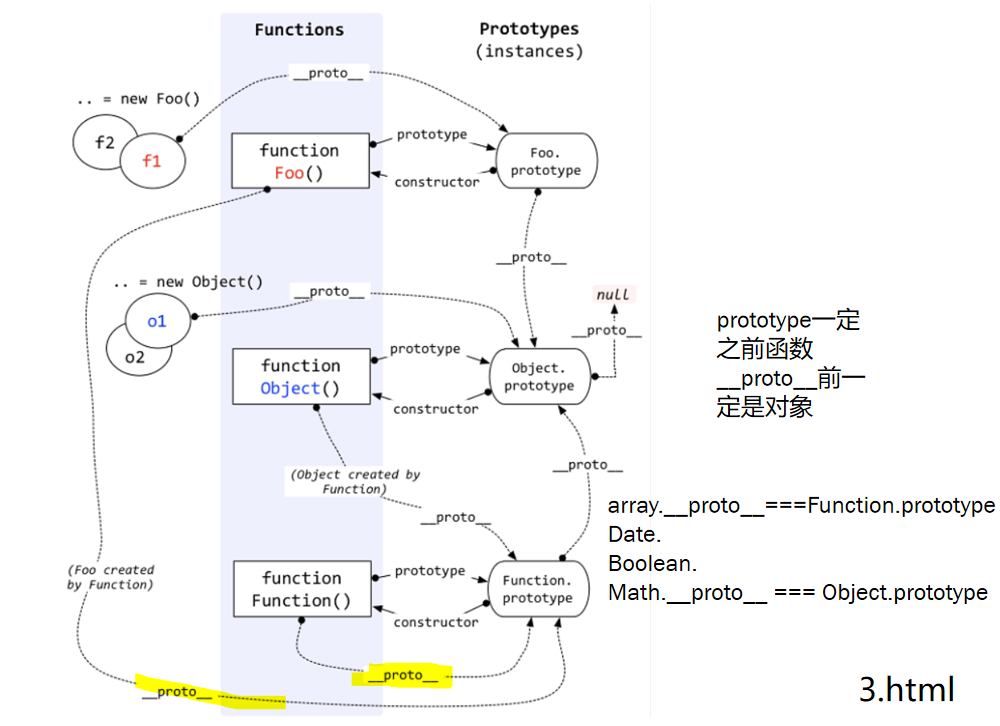 Functions
Prototypes
(instances)
__proto__
.. = new Foo()
f2
f1
function
Foo()
prototype
constructor
Foo.
prototype
__proto__
.. = new Object()
__proto__
null
o1
o2
__proto__
function
Object()
prototype
constructor
Object.
prototype
prototype一定
之前函数
__proto__前一
定是对象
(Object created by
Function)
__proto__
__proto__
array.__proto__===Function.prototype
Date.
Boolean.
Math.__proto__ === Object.prototype
(Foo created
by Function)
function
Function()
prototype
constructor
Function.
prototype
__proto__
__proto__
3.html